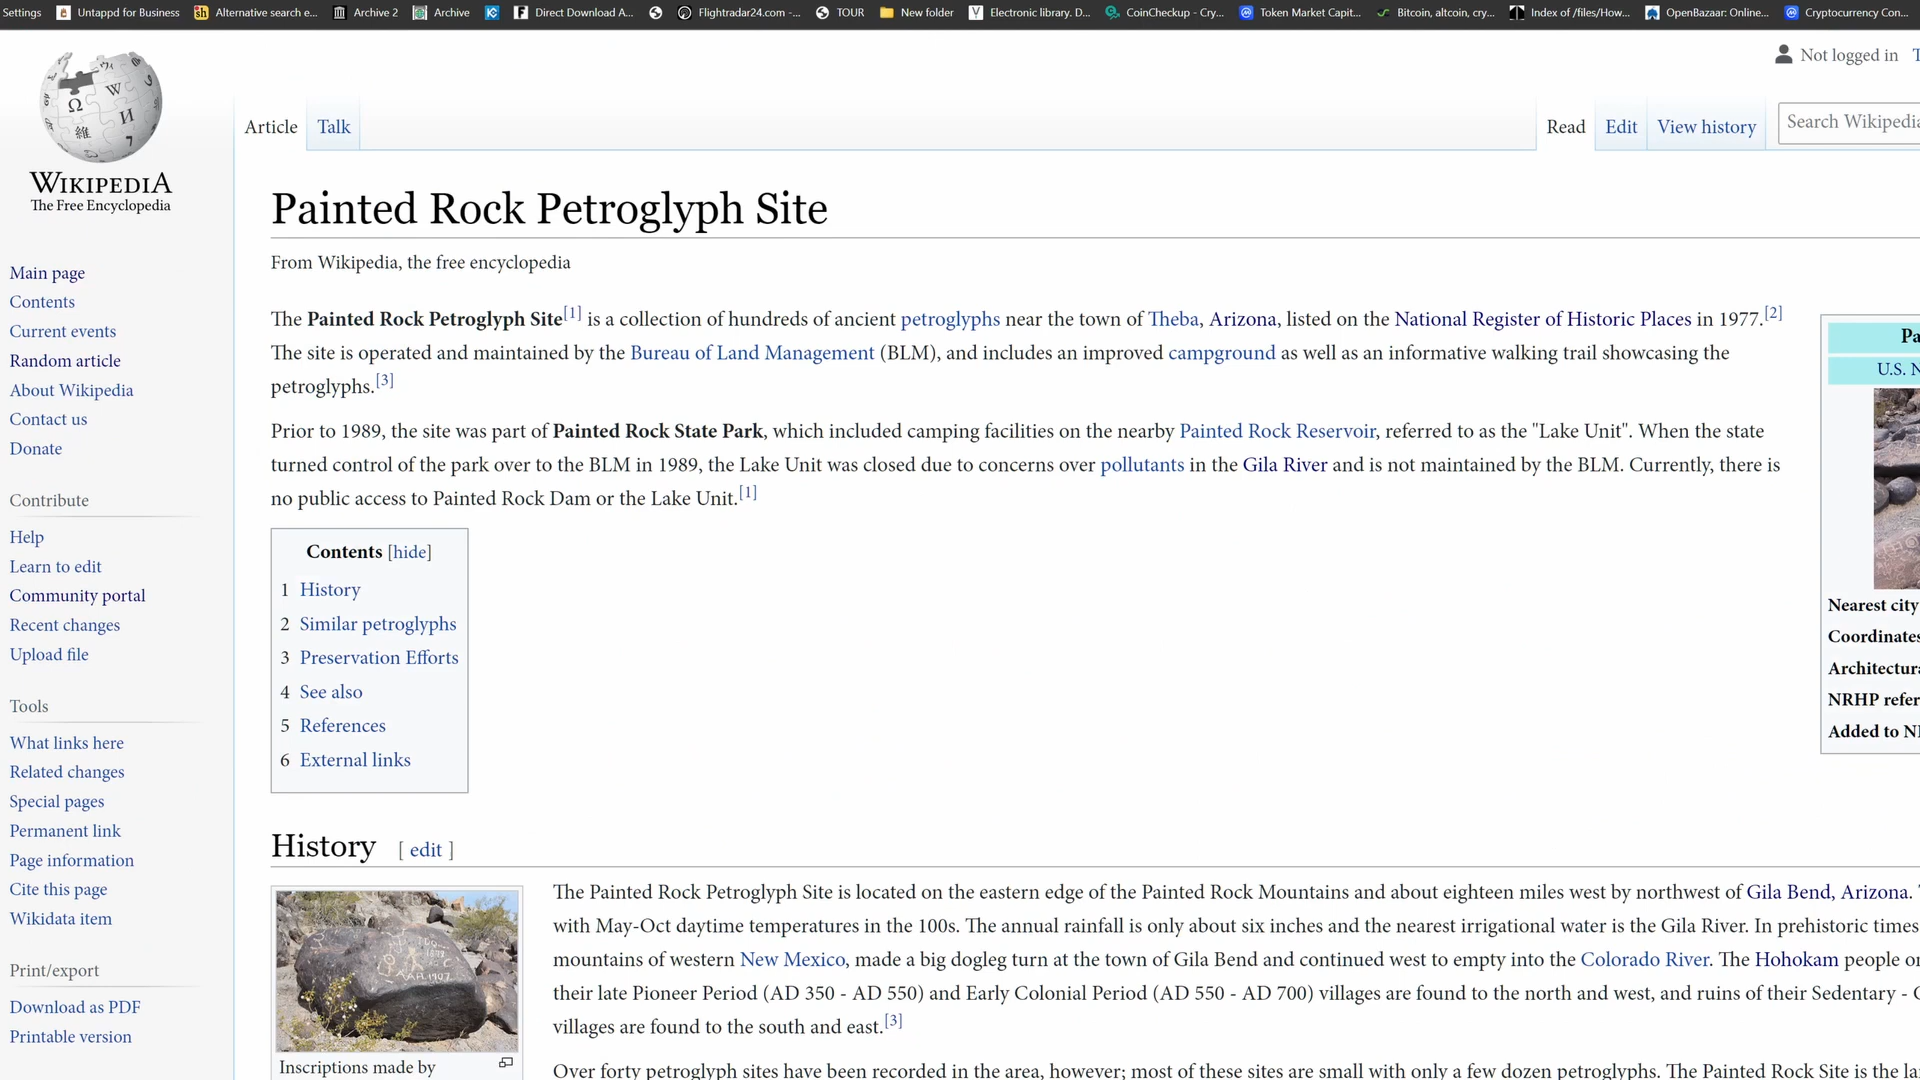 Settings Untappd for Business Alternative search e... Archive 2 Archive Direct Download A... Flightradar24.com -... TOUR New folder Electronic library. D... CoinCheckup - Cry... Token Market Capit... Bitcoin, altcoin, cry... Index of /files/How... OpenBazaar: Online... Cryptocurrency Con...
Not logged in
WIKIPEDIA
The Free Encyclopedia
Article Talk Read Edit View history Search Wikipedia
Painted Rock Petroglyph Site
From Wikipedia, the free encyclopedia
The Painted Rock Petroglyph Site[1] is a collection of hundreds of ancient petroglyphs near the town of Theba, Arizona, listed on the National Register of Historic Places in 1977.[2]
The site is operated and maintained by the Bureau of Land Management (BLM), and includes an improved campground as well as an informative walking trail showcasing the
petroglyphs.[3]
Prior to 1989, the site was part of Painted Rock State Park, which included camping facilities on the nearby Painted Rock Reservoir, referred to as the "Lake Unit". When the state
turned control of the park over to the BLM in 1989, the Lake Unit was closed due to concerns over pollutants in the Gila River and is not maintained by the BLM. Currently, there is
no public access to Painted Rock Dam or the Lake Unit.[1]
Contents [hide]
1 History
2 Similar petroglyphs
3 Preservation Efforts
4 See also
5 References
6 External links
Main page
Contents
Current events
Random article
About Wikipedia
Contact us
Donate
Contribute
Help
Learn to edit
Community portal
Recent changes
Upload file
Tools
What links here
Related changes
Special pages
Permanent link
Page information
Cite this page
Wikidata item
Print/export
Download as PDF
Printable version
Pa
U.S. N
Nearest city
Coordinates
Architectura
NRHP refer
Added to N
History [ edit ]
The Painted Rock Petroglyph Site is located on the eastern edge of the Painted Rock Mountains and about eighteen miles west by northwest of Gila Bend, Arizona.
with May-Oct daytime temperatures in the 100s. The annual rainfall is only about six inches and the nearest irrigational water is the Gila River. In prehistoric times
mountains of western New Mexico, made a big dogleg turn at the town of Gila Bend and continued west to empty into the Colorado River. The Hohokam people
their late Pioneer Period (AD 350 - AD 550) and Early Colonial Period (AD 550 - AD 700) villages are found to the north and west, and ruins of their Sedentary -
villages are found to the south and east.[3]
Over forty petroglyph sites have been recorded in the area, however; most of these sites are small with only a few dozen petroglyphs. The Painted Rock Site is the
Inscriptions made by